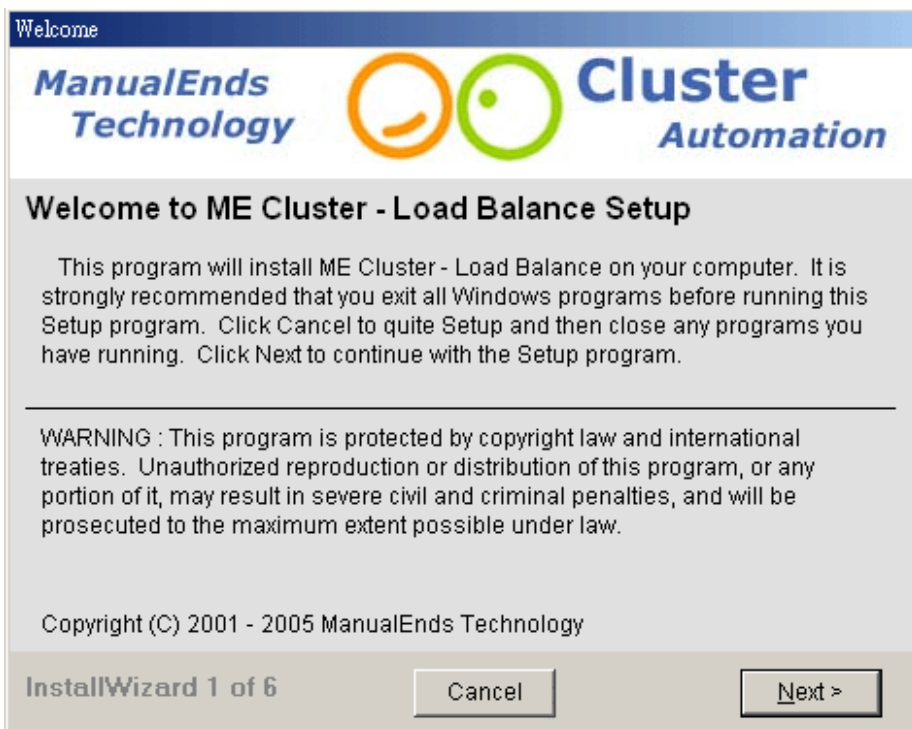 Welcome
ManualEnds
Technology
Cluster
Automation
Welcome to ME Cluster - Load Balance Setup
This program will install ME Cluster - Load Balance on your computer.  It is
strongly recommended that you exit all Windows programs before running this
Setup program.  Click Cancel to quite Setup and then close any programs you
have running.  Click Next to continue with the Setup program.
WARNING : This program is protected by copyright law and international
treaties.  Unauthorized reproduction or distribution of this program, or any
portion of it, may result in severe civil and criminal penalties, and will be
prosecuted to the maximum extent possible under law.
Copyright (C) 2001 - 2005 ManualEnds Technology
InstallWizard 1 of 6
Cancel
Next >